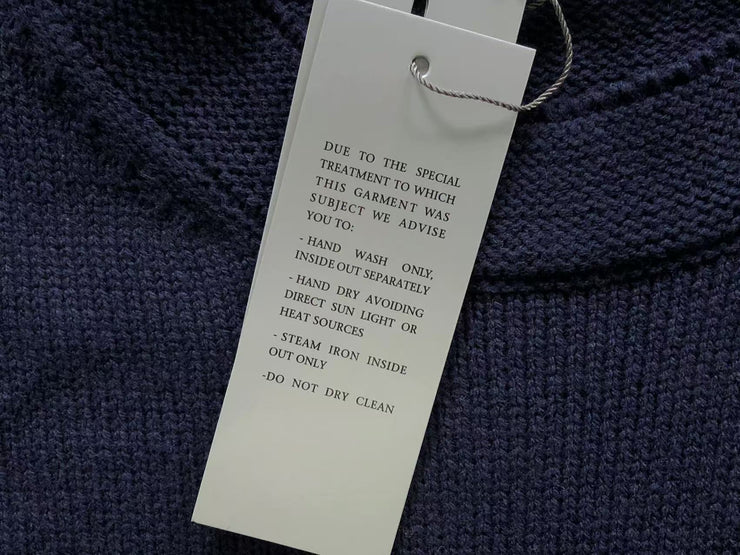 DUE TO THE SPECIAL
TREATMENT TO WHICH
THIS GARMENT WAS
SUBJECT WE ADVISE
YOU TO:
- HAND WASH ONLY,
INSIDE OUT SEPARATELY
- HAND DRY AVOIDING
DIRECT SUN LIGHT OR
HEAT SOURCES
- STEAM IRON INSIDE
OUT ONLY
-DO NOT DRY CLEAN